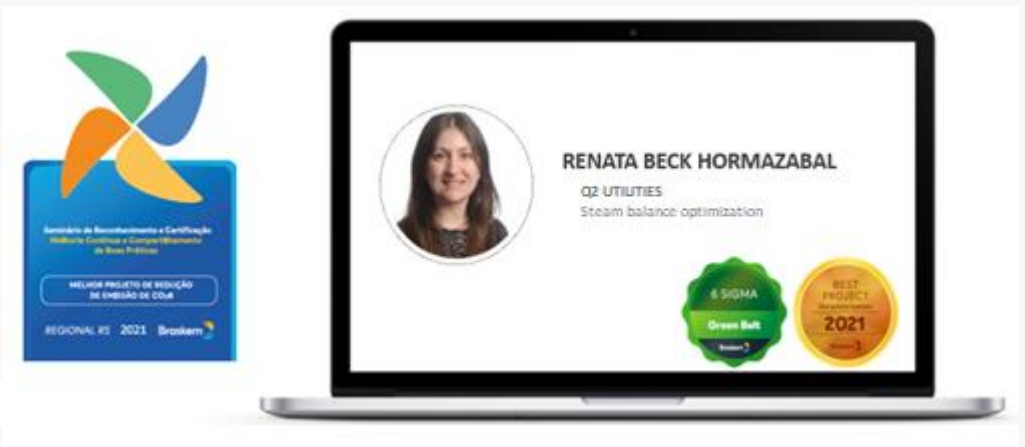 Seminário de Reconhecimento e Certificação
Melhoria Contínua e Compartilhamento
de Boas Práticas
MELHOR PROJETO DE REDUÇÃO
DE EMISSÃO DE CO₂e
REGIONAL RS 2021 Braskem
RENATA BECK HORMAZABAL
Q2 UTILITIES
Steam balance optimization
6 SIGMA
Green Belt
Braskem
BEST
PROJECT
2021
Braskem